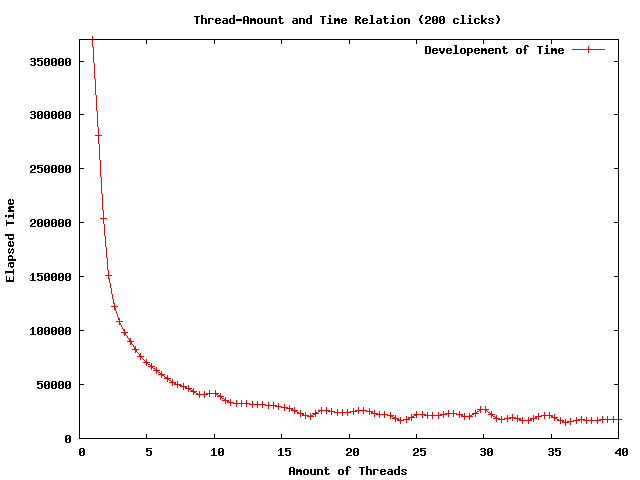 Thread-Amount and Time Relation (200 clicks)
Developement of Time
350000
300000
250000
200000
150000
100000
50000
0
Elapsed Time
0 5 10 15 20 25 30 35 40
Amount of Threads